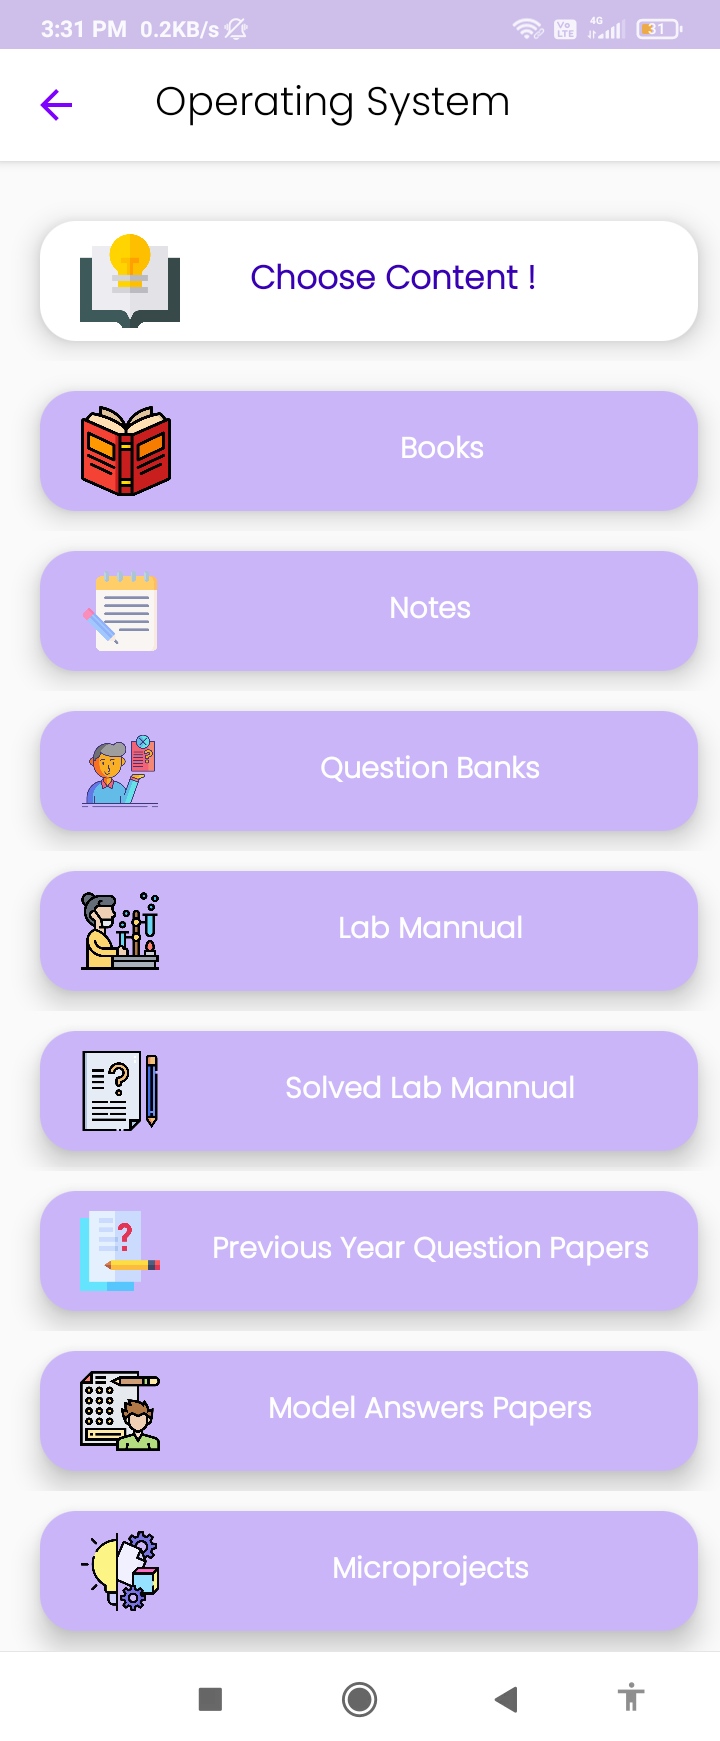 3:31 PM 0.2KB/s Vo LTE 4G 31
Operating System
Choose Content !
Books
Notes
Question Banks
Lab Mannual
Solved Lab Mannual
Previous Year Question Papers
Model Answers Papers
Microprojects